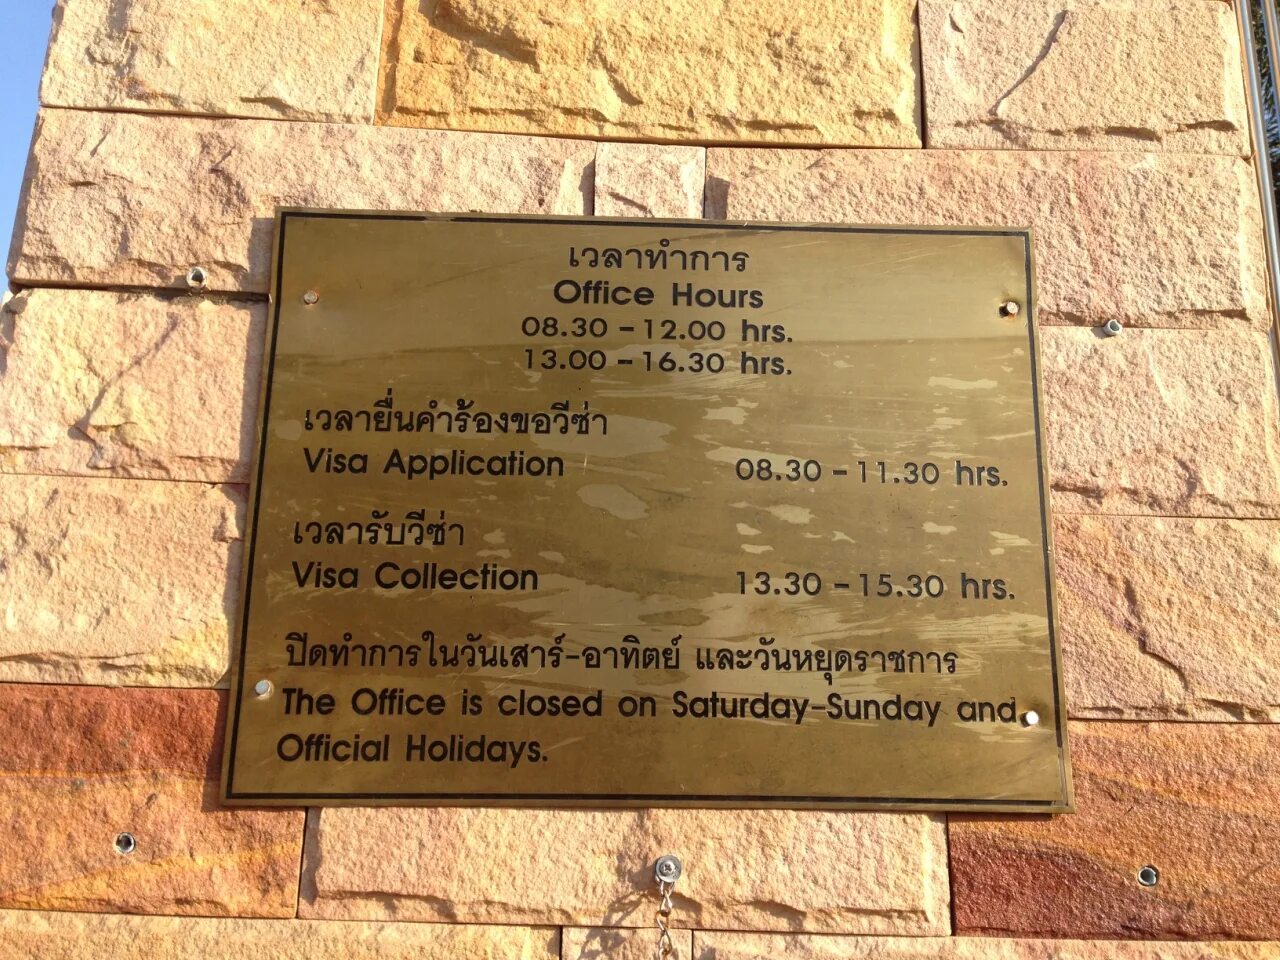 เวลาทำการ
Office Hours
08.30 – 12.00 hrs.
13.00 – 16.30 hrs.
เวลายื่นคำร้องขอวีซ่า
Visa Application 08.30 – 11.30 hrs.
เวลารับวีซ่า
Visa Collection 13.30 – 15.30 hrs.
ปิดทำการในวันเสาร์-อาทิตย์ และวันหยุดราชการ
The Office is closed on Saturday–Sunday and
Official Holidays.